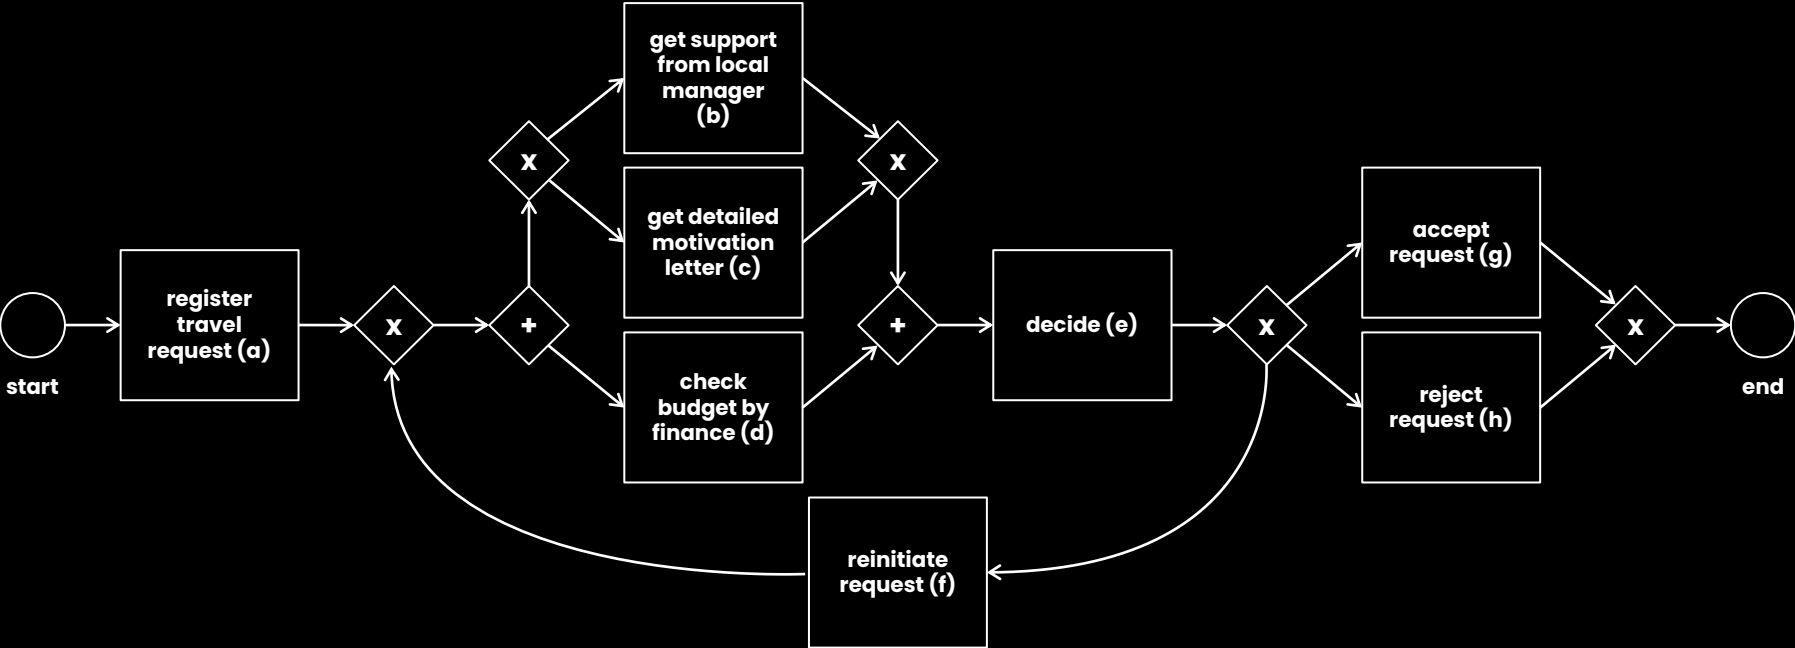 start
register
travel
request (a)
x
+
x
get support
from local
manager
(b)
get detailed
motivation
letter (c)
check
budget by
finance (d)
x
+
decide (e)
x
reinitiate
request (f)
accept
request (g)
reject
request (h)
x
end